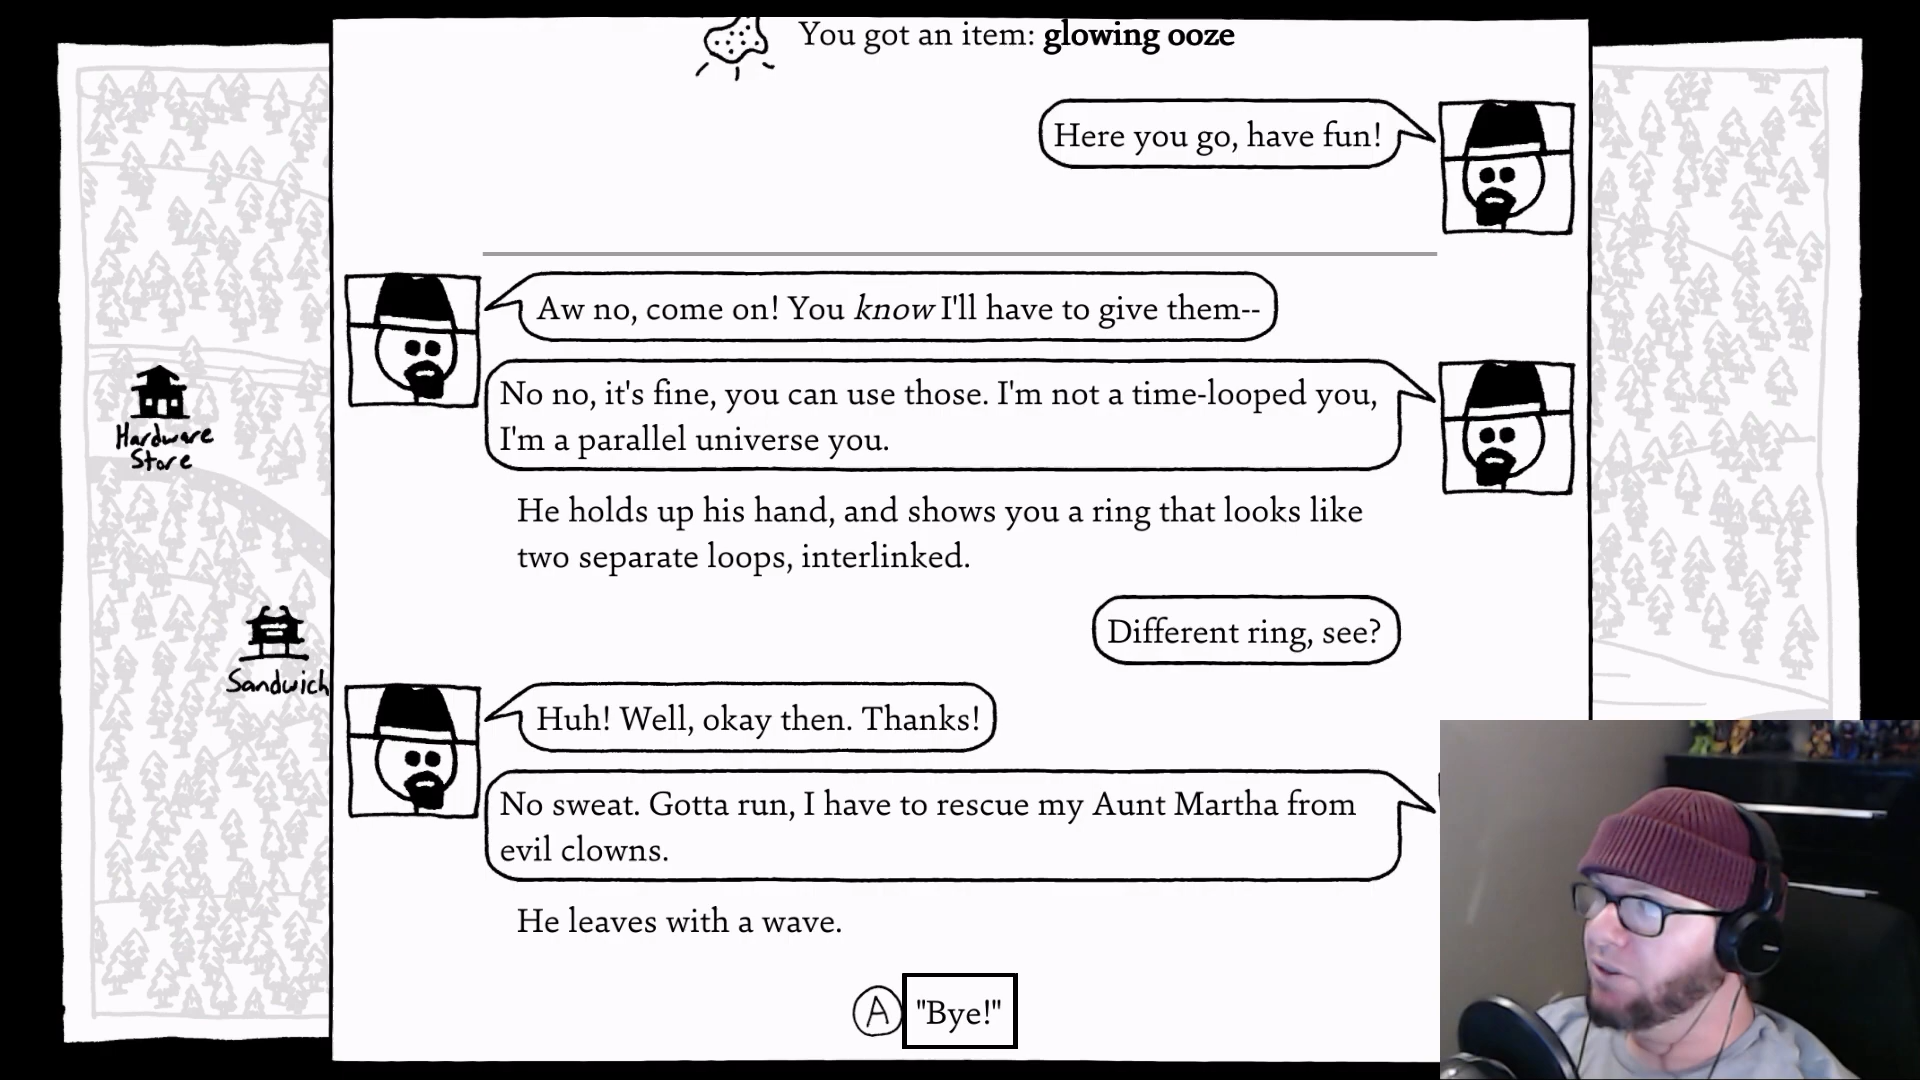 You got an item: glowing ooze
Here you go, have fun!
Aw no, come on! You know I'll have to give them--
No no, it's fine, you can use those. I'm not a time-looped you,
I'm a parallel universe you.
He holds up his hand, and shows you a ring that looks like
two separate loops, interlinked.
Different ring, see?
Huh! Well, okay then. Thanks!
No sweat. Gotta run, I have to rescue my Aunt Martha from
evil clowns.
He leaves with a wave.
A "Bye!"
Hardware
Store
Sandwich